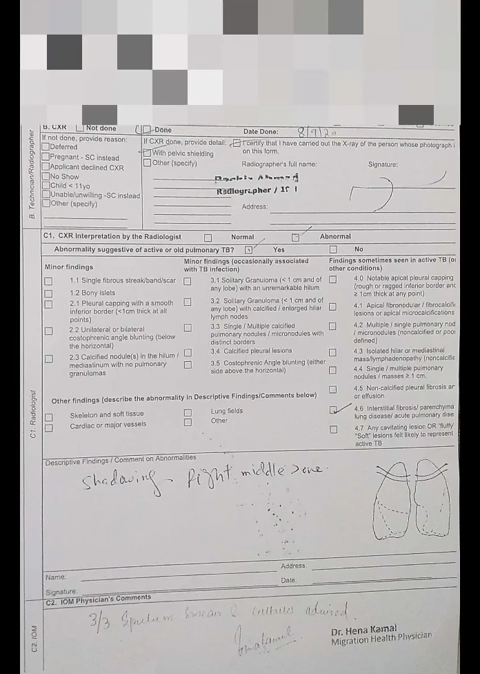 B. CXR Not done Done Date Done: 8/9/20
If not done, provide reason: If CXR done, provide detail: I certify that I have carried out the X-ray of the person whose photograph i
Deferred With pelvic shielding on this form.
Pregnant - SC instead Other (specify) Radiographer's full name: Signature:
Applicant declined CXR
No Show Ahmad
Child < 11yo Radiographer /
Unable/unwilling -SC instead
Other (specify) Address:
B. Technician/Radiographer
C1. CXR Interpretation by the Radiologist Normal Abnormal
Abnormality suggestive of active or old pulmonary TB? Yes No
Minor findings
1.1 Single fibrous streak/band/scar
1.2 Bony islets
2.1 Pleural capping with a smooth
inferior border (<1cm thick at all
points)
2.2 Unilateral or bilateral
costophrenic angle blunting (below
the horizontal)
2.3 Calcified nodule(s) in the hilum /
mediastinum with no pulmonary
granulomas
Minor findings (occasionally associated
with TB infection)
3.1 Solitary Granuloma (< 1 cm and of
any lobe) with an unremarkable hilum
3.2 Solitary Granuloma (< 1 cm and of
any lobe) with calcified / enlarged hilar
lymph nodes
3.3 Single / Multiple calcified
pulmonary nodules / micronodules with
distinct borders
3.4 Calcified pleural lesions
3.5 Costophrenic Angle blunting (either
side above the horizontal)
Findings sometimes seen in active TB (or
other conditions)
4.0 Notable apical pleural capping
(rough or ragged inferior border and
≥ 1cm thick at any point)
4.1 Apical fibronodular / fibrocalcific
lesions or apical microcalcifications
4.2 Multiple / single pulmonary nod
/ micronodules (noncalcified or poor
defined)
4.3 Isolated hilar or mediastinal
mass/lymphadenopathy (noncalcific
4.4 Single / multiple pulmonary
nodules / masses ≥ 1 cm.
4.5 Non-calcified pleural fibrosis an
or effusion
4.6 Interstitial fibrosis/ parenchyma
lung disease/ acute pulmonary dise
4.7 Any cavitating lesion OR "fluffy"
"Soft" lesions felt likely to represent
active TB
Other findings (describe the abnormality in Descriptive Findings/Comments below)
Skeleton and soft tissue Lung fields
Cardiac or major vessels Other
C1. Radiologist
Descriptive Findings / Comment on Abnormalities
Shadowing - Right middle zone.
Name: Address:
Signature: Date:
C2. IOM Physician's Comments
3/3 Sputum Smear & cultures advised
Dr. Hena Kamal
Migration Health Physician
C2. IOM